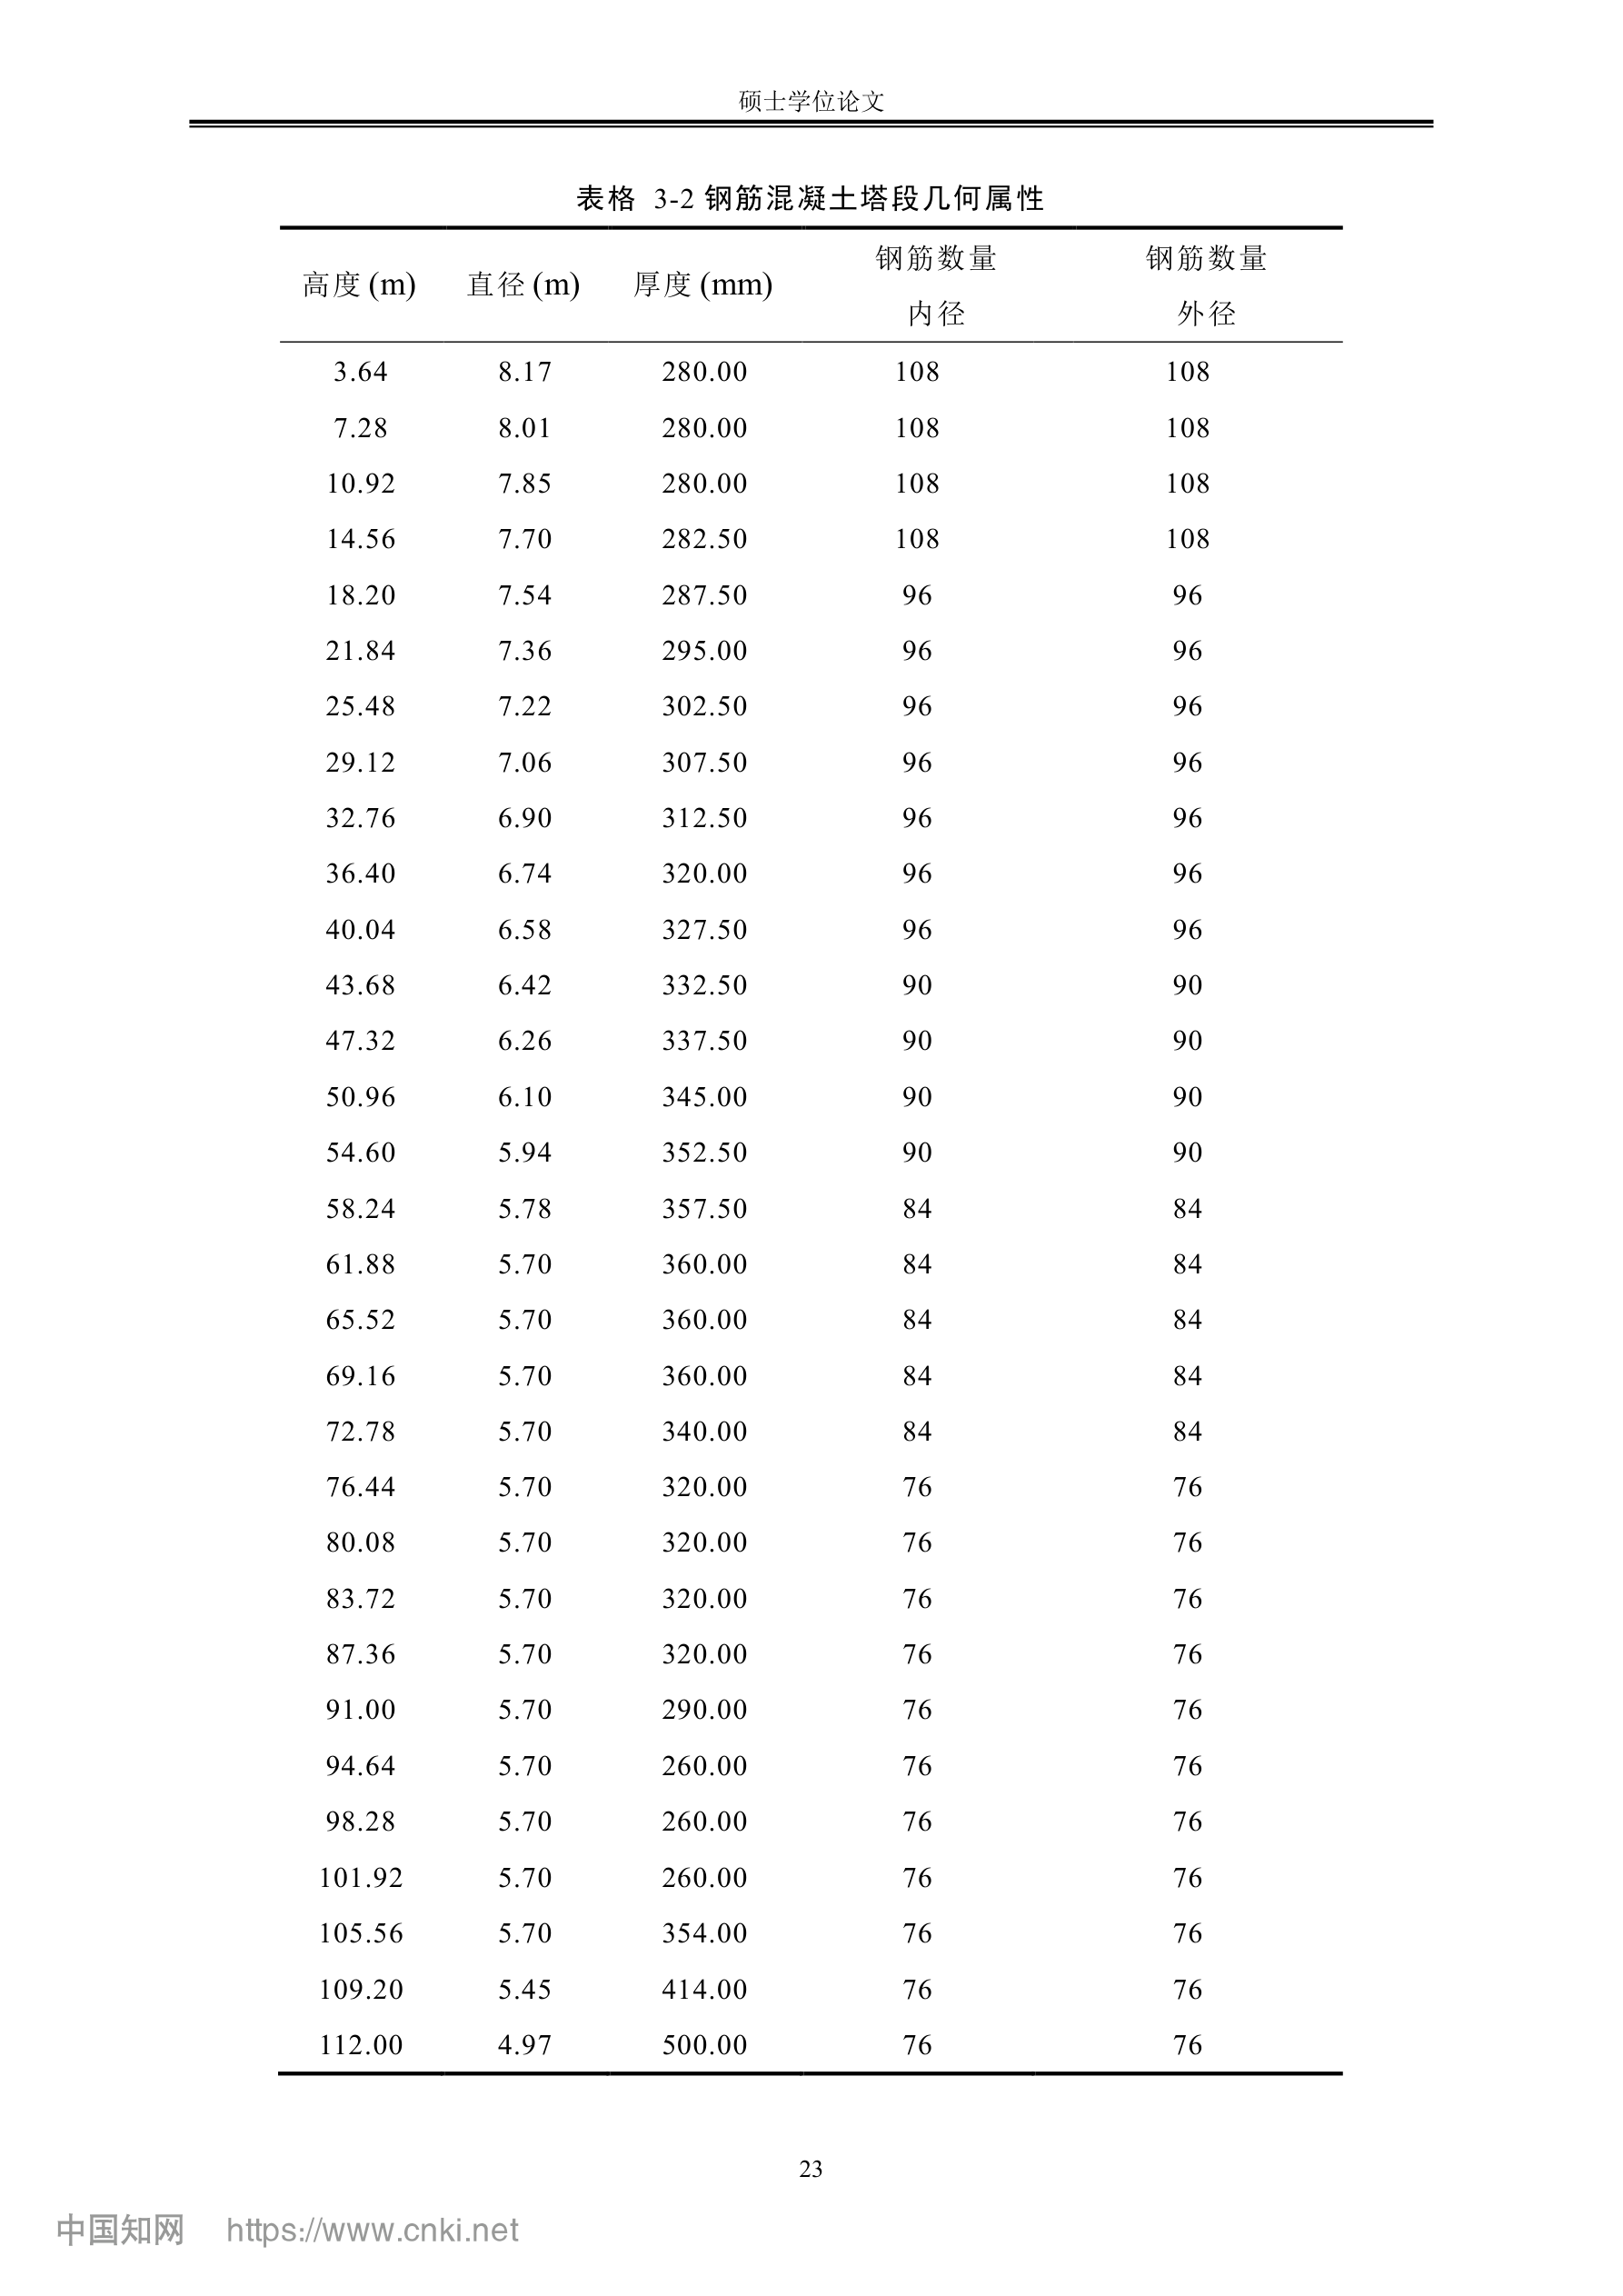 硕士学位论文
表格 3-2 钢筋混凝土塔段几何属性
高度 (m) 直径 (m) 厚度 (mm) 钢筋数量 钢筋数量
内径 外径
3.64 8.17 280.00 108 108
7.28 8.01 280.00 108 108
10.92 7.85 280.00 108 108
14.56 7.70 282.50 108 108
18.20 7.54 287.50 96 96
21.84 7.36 295.00 96 96
25.48 7.22 302.50 96 96
29.12 7.06 307.50 96 96
32.76 6.90 312.50 96 96
36.40 6.74 320.00 96 96
40.04 6.58 327.50 96 96
43.68 6.42 332.50 90 90
47.32 6.26 337.50 90 90
50.96 6.10 345.00 90 90
54.60 5.94 352.50 90 90
58.24 5.78 357.50 84 84
61.88 5.70 360.00 84 84
65.52 5.70 360.00 84 84
69.16 5.70 360.00 84 84
72.78 5.70 340.00 84 84
76.44 5.70 320.00 76 76
80.08 5.70 320.00 76 76
83.72 5.70 320.00 76 76
87.36 5.70 320.00 76 76
91.00 5.70 290.00 76 76
94.64 5.70 260.00 76 76
98.28 5.70 260.00 76 76
101.92 5.70 260.00 76 76
105.56 5.70 354.00 76 76
109.20 5.45 414.00 76 76
112.00 4.97 500.00 76 76
23
中国知网 https://www.cnki.net